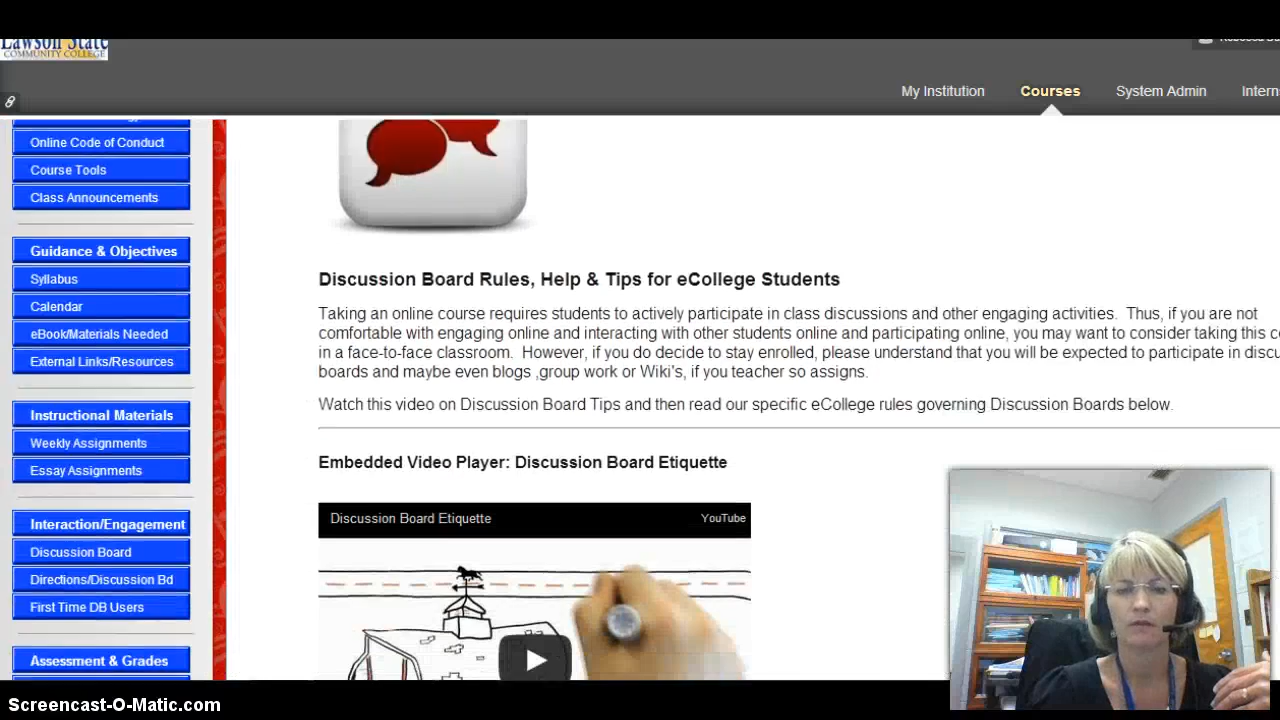 Lawson State
COMMUNITY COLLEGE
My Institution
Courses
System Admin
Intern
Online Code of Conduct
Course Tools
Class Announcements
Guidance & Objectives
Syllabus
Calendar
eBook/Materials Needed
External Links/Resources
Instructional Materials
Weekly Assignments
Essay Assignments
Interaction/Engagement
Discussion Board
Directions/Discussion Bd
First Time DB Users
Assessment & Grades
Discussion Board Rules, Help & Tips for eCollege Students
Taking an online course requires students to actively participate in class discussions and other engaging activities. Thus, if you are not
comfortable with engaging online and interacting with other students online and participating online, you may want to consider taking this co
in a face-to-face classroom. However, if you do decide to stay enrolled, please understand that you will be expected to participate in discu
boards and maybe even blogs ,group work or Wiki's, if you teacher so assigns.
Watch this video on Discussion Board Tips and then read our specific eCollege rules governing Discussion Boards below.
Embedded Video Player: Discussion Board Etiquette
Discussion Board Etiquette
YouTube
Screencast-O-Matic.com